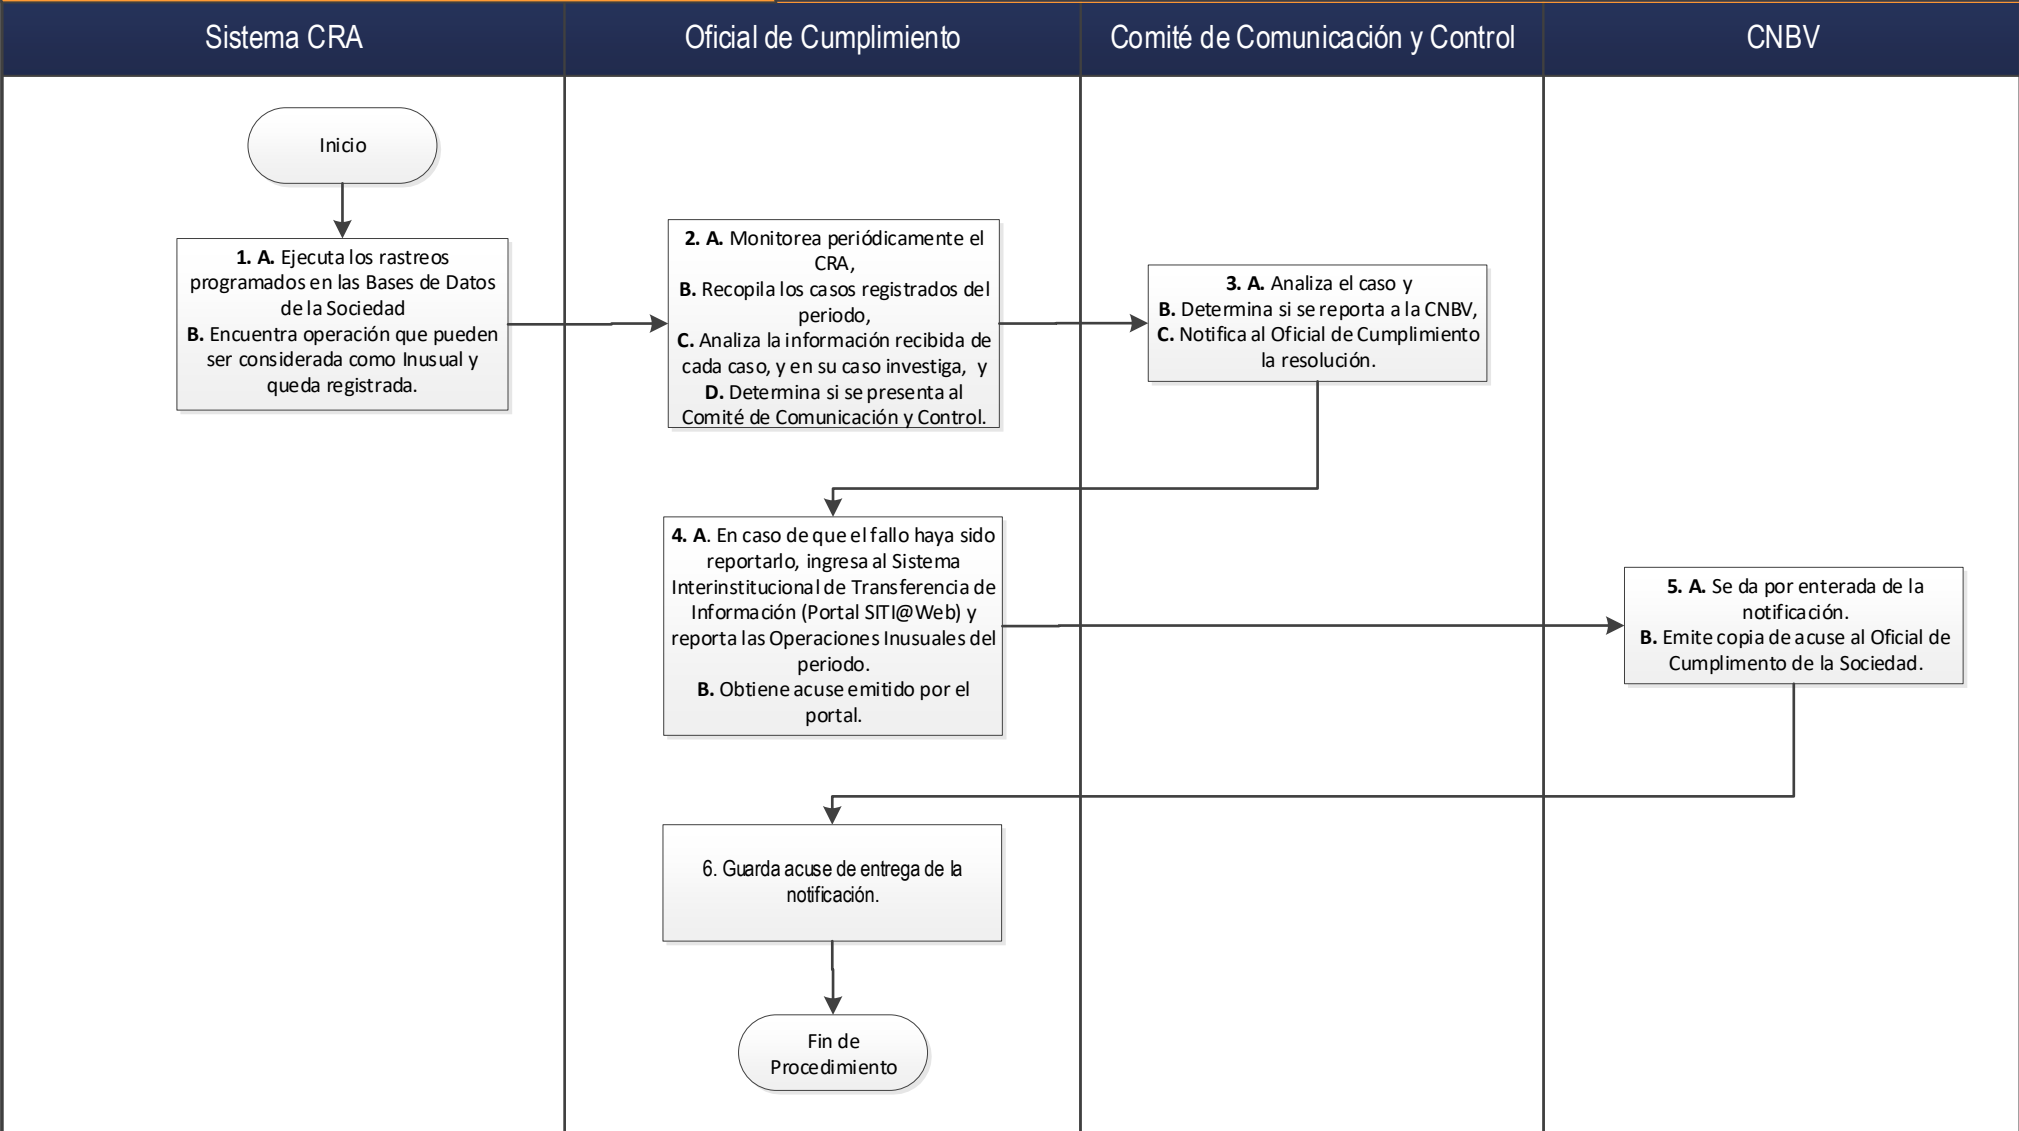 Sistema CRA
Oficial de Cumplimiento
Comité de Comunicación y Control
CNBV
Inicio
1. A. Ejecuta los rastreos
programados en las Bases de Datos
de la Sociedad
B. Encuentra operación que pueden
ser considerada como Inusual y
queda registrada.
2. A. Monitorea periódicamente el
CRA,
B. Recopila los casos registrados del
periodo,
C. Analiza la información recibida de
cada caso, y en su caso investiga, y
D. Determina si se presenta al
Comité de Comunicación y Control.
3. A. Analiza el caso y
B. Determina si se reporta a la CNBV,
C. Notifica al Oficial de Cumplimiento
la resolución.
4. A. En caso de que el fallo haya sido
reportarlo, ingresa al Sistema
Interinstitucional de Transferencia de
Información (Portal SITI@Web) y
reporta las Operaciones Inusuales del
periodo.
B. Obtiene acuse emitido por el
portal.
5. A. Se da por enterada de la
notificación.
B. Emite copia de acuse al Oficial de
Cumplimento de la Sociedad.
6. Guarda acuse de entrega de la
notificación.
Fin de
Procedimiento